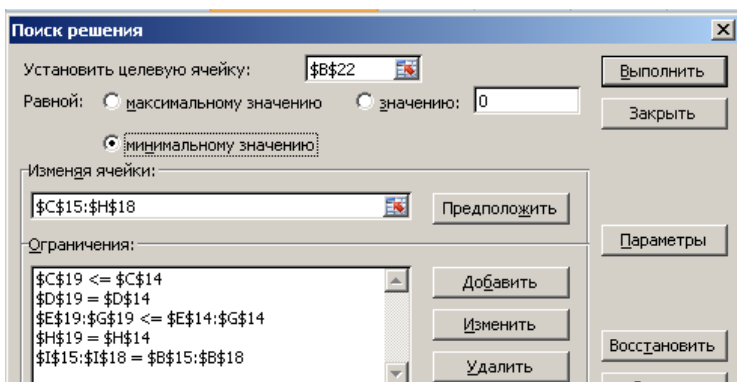 Поиск решения
Установить целевую ячейку: $B$22 Выполнить
Равной: максимальному значению значению: 0 Закрыть
минимальному значению
Изменяя ячейки:
$C$15:$H$18 Предположить
Ограничения: Параметры
$C$19 <= $C$14 Добавить
$D$19 = $D$14
$E$19:$G$19 <= $E$14:$G$14 Изменить
$H$19 = $H$14
$I$15:$I$18 = $B$15:$B$18 Восстановить
Удалить